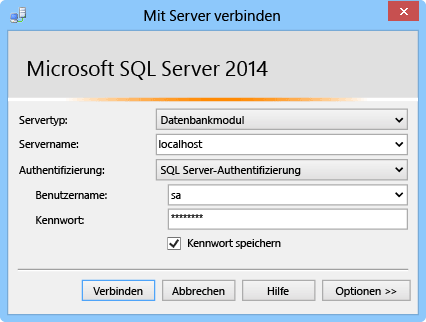 Mit Server verbinden
Microsoft SQL Server 2014
Servertyp: Datenbankmodul
Servername: localhost
Authentifizierung: SQL Server-Authentifizierung
Benutzername: sa
Kennwort: ********
Kennwort speichern
Verbinden Abbrechen Hilfe Optionen >>